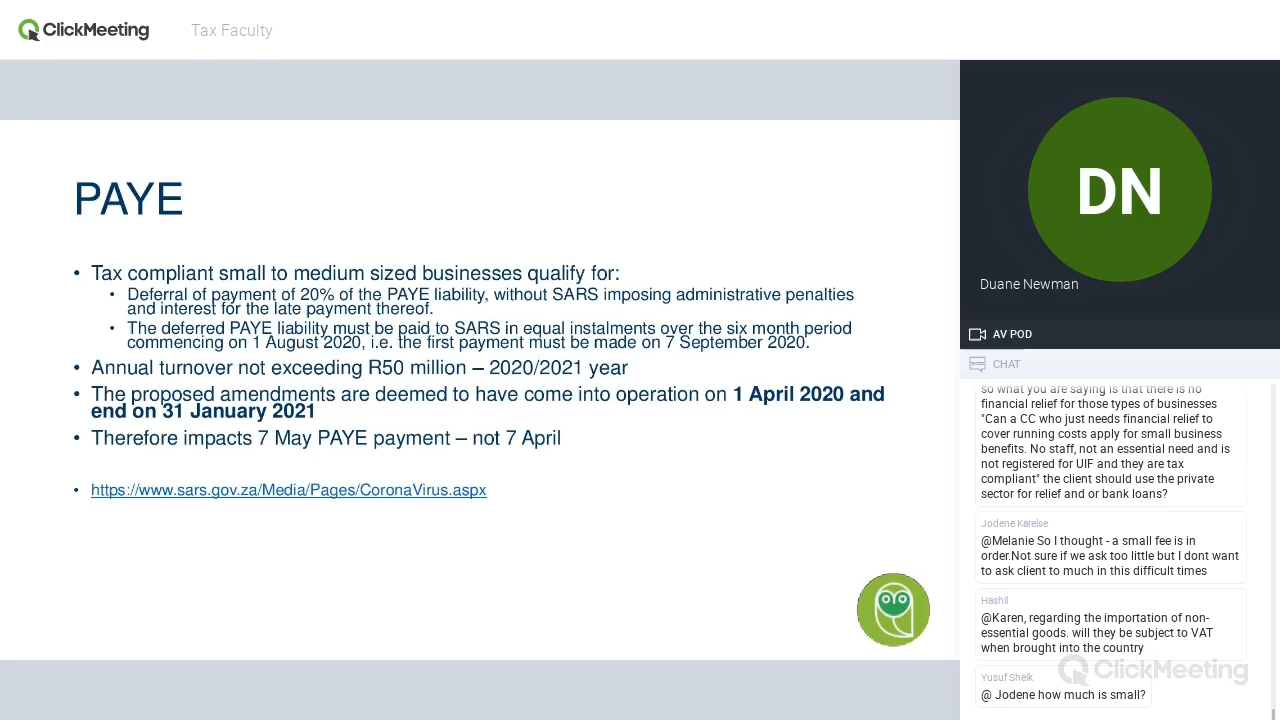 ClickMeeting
Tax Faculty
PAYE
• Tax compliant small to medium sized businesses qualify for:
• Deferral of payment of 20% of the PAYE liability, without SARS imposing administrative penalties
and interest for the late payment thereof.
• The deferred PAYE liability must be paid to SARS in equal instalments over the six month period
commencing on 1 August 2020, i.e. the first payment must be made on 7 September 2020.
• Annual turnover not exceeding R50 million – 2020/2021 year
• The proposed amendments are deemed to have come into operation on 1 April 2020 and
end on 31 January 2021
• Therefore impacts 7 May PAYE payment – not 7 April
• https://www.sars.gov.za/Media/Pages/CoronaVirus.aspx
DN
Duane Newman
AV POD
CHAT
so what you are saying is that there is no
financial relief for those types of businesses
"Can a CC who just needs financial relief to
cover running costs apply for small business
benefits. No staff, not an essential need and is
not registered for UIF and they are tax
compliant" the client should use the private
sector for relief and or bank loans?
Jodene Karelse
@Melanie So I thought - a small fee is in
order.Not sure if we ask too little but I dont want
to ask client to much in this difficult times
Hashil
@Karen, regarding the importation of non-
essential goods. will they be subject to VAT
when brought into the country
Yusuf Sheik
@ Jodene how much is small?
ClickMeeting